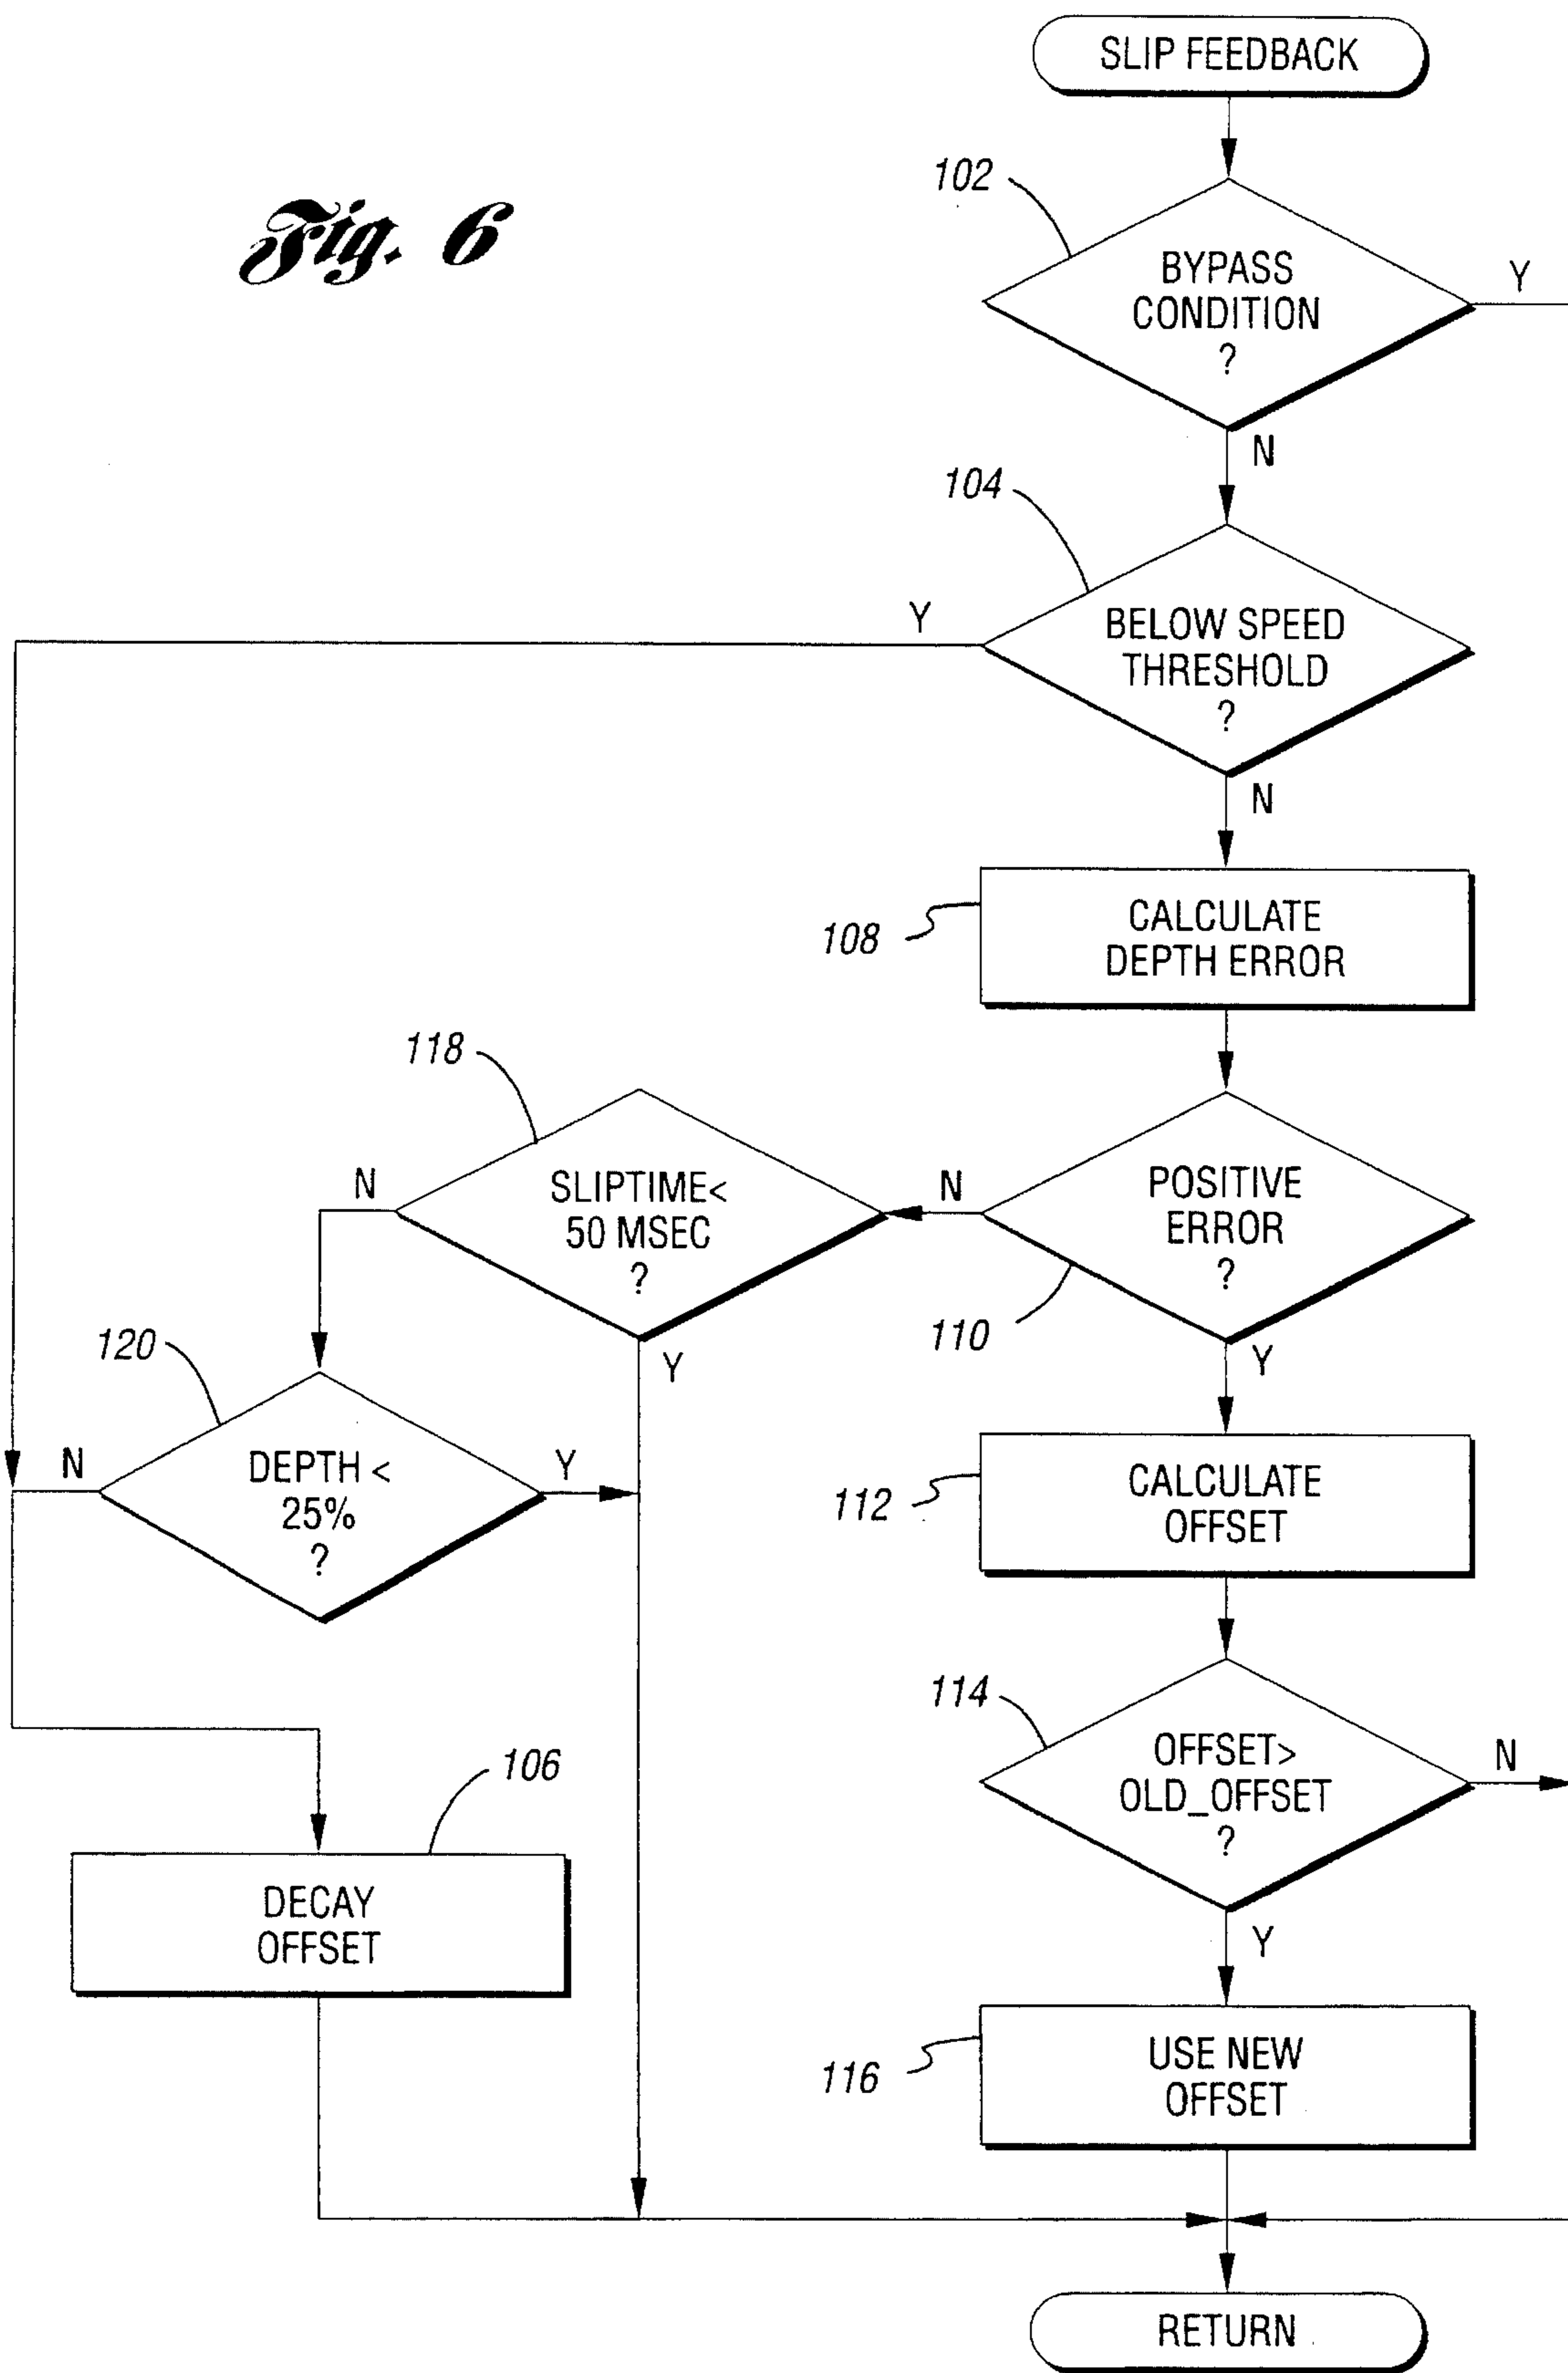 SLIP FEEDBACK
Fig. 6
102
BYPASS
CONDITION
?
Y
N
104
Y
BELOW SPEED
THRESHOLD
?
N
108
CALCULATE
DEPTH ERROR
118
N
SLIPTIME<
50 MSEC
?
Y
N
POSITIVE
ERROR
?
110
Y
120
N
DEPTH <
25%
?
Y
112
CALCULATE
OFFSET
114
OFFSET>
OLD_OFFSET
?
N
Y
106
DECAY
OFFSET
116
USE NEW
OFFSET
RETURN